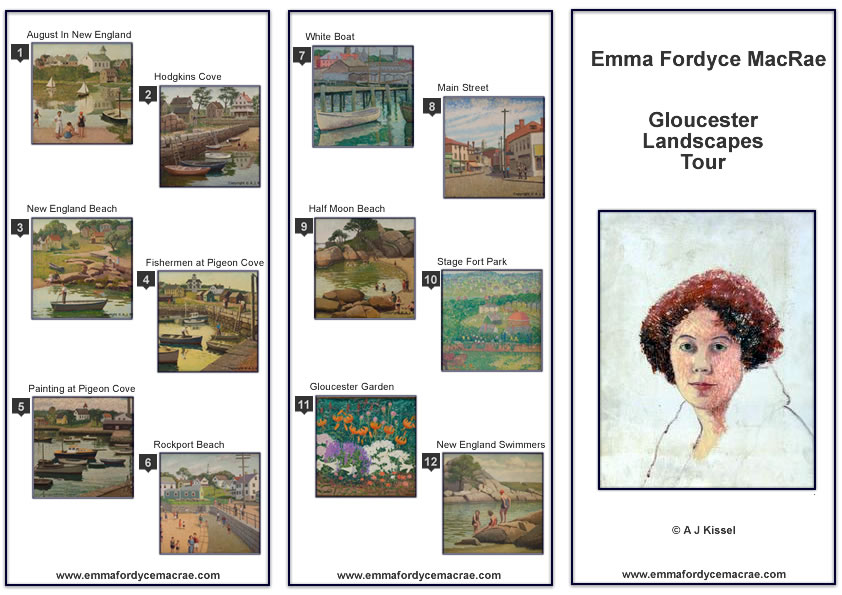 August In New England
1
Hodgkins Cove
2
New England Beach
3
Fishermen at Pigeon Cove
4
Painting at Pigeon Cove
5
Rockport Beach
6
www.emmafordycemacrae.com
White Boat
7
Main Street
8
Half Moon Beach
9
Stage Fort Park
10
Gloucester Garden
11
New England Swimmers
12
www.emmafordycemacrae.com
Emma Fordyce MacRae
Gloucester
Landscapes
Tour
© A J Kissel
www.emmafordycemacrae.com